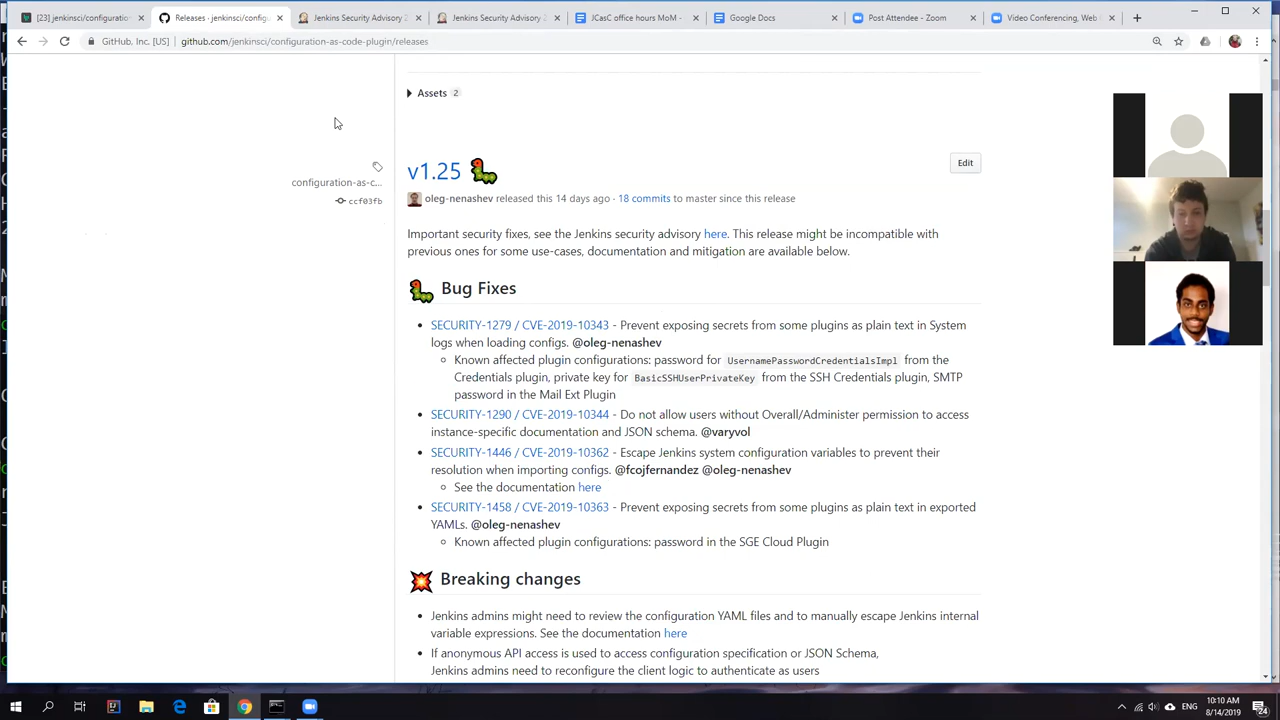 [23] jenkinsci/configuration
Releases · jenkinsci/config
Jenkins Security Advisory 2
Jenkins Security Advisory 2
JCasC office hours MoM -
Google Docs
Post Attendee - Zoom
Video Conferencing, Web
GitHub, Inc. [US]
github.com/jenkinsci/configuration-as-code-plugin/releases
Assets 2
v1.25
Edit
configuration-as-c...
ccf03fb
oleg-nenashev released this 14 days ago · 18 commits to master since this release
Important security fixes, see the Jenkins security advisory here. This release might be incompatible with
previous ones for some use-cases, documentation and mitigation are available below.
Bug Fixes
SECURITY-1279 / CVE-2019-10343 - Prevent exposing secrets from some plugins as plain text in System
logs when loading configs. @oleg-nenashev
Known affected plugin configurations: password for UsernamePasswordCredentialsImpl from the
Credentials plugin, private key for BasicSSHUserPrivateKey from the SSH Credentials plugin, SMTP
password in the Mail Ext Plugin
SECURITY-1290 / CVE-2019-10344 - Do not allow users without Overall/Administer permission to access
instance-specific documentation and JSON schema. @varyvol
SECURITY-1446 / CVE-2019-10362 - Escape Jenkins system configuration variables to prevent their
resolution when importing configs. @fcojfernandez @oleg-nenashev
See the documentation here
SECURITY-1458 / CVE-2019-10363 - Prevent exposing secrets from some plugins as plain text in exported
YAMLs. @oleg-nenashev
Known affected plugin configurations: password in the SGE Cloud Plugin
Breaking changes
Jenkins admins might need to review the configuration YAML files and to manually escape Jenkins internal
variable expressions. See the documentation here
If anonymous API access is used to access configuration specification or JSON Schema,
Jenkins admins need to reconfigure the client logic to authenticate as users
ENG
10:10 AM
8/14/2019
24